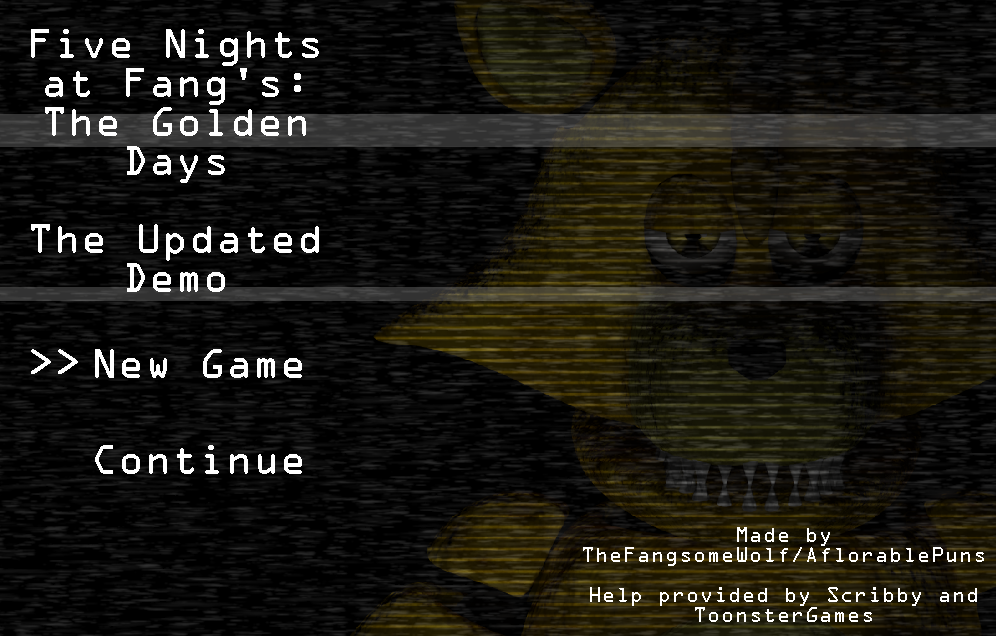 Five Nights
at Fang's:
The Golden
Days
The Updated
Demo
>> New Game
Continue
Made by
TheFangsomeWolf/AflorablePuns
Help provided by Scribby and
ToonsterGames